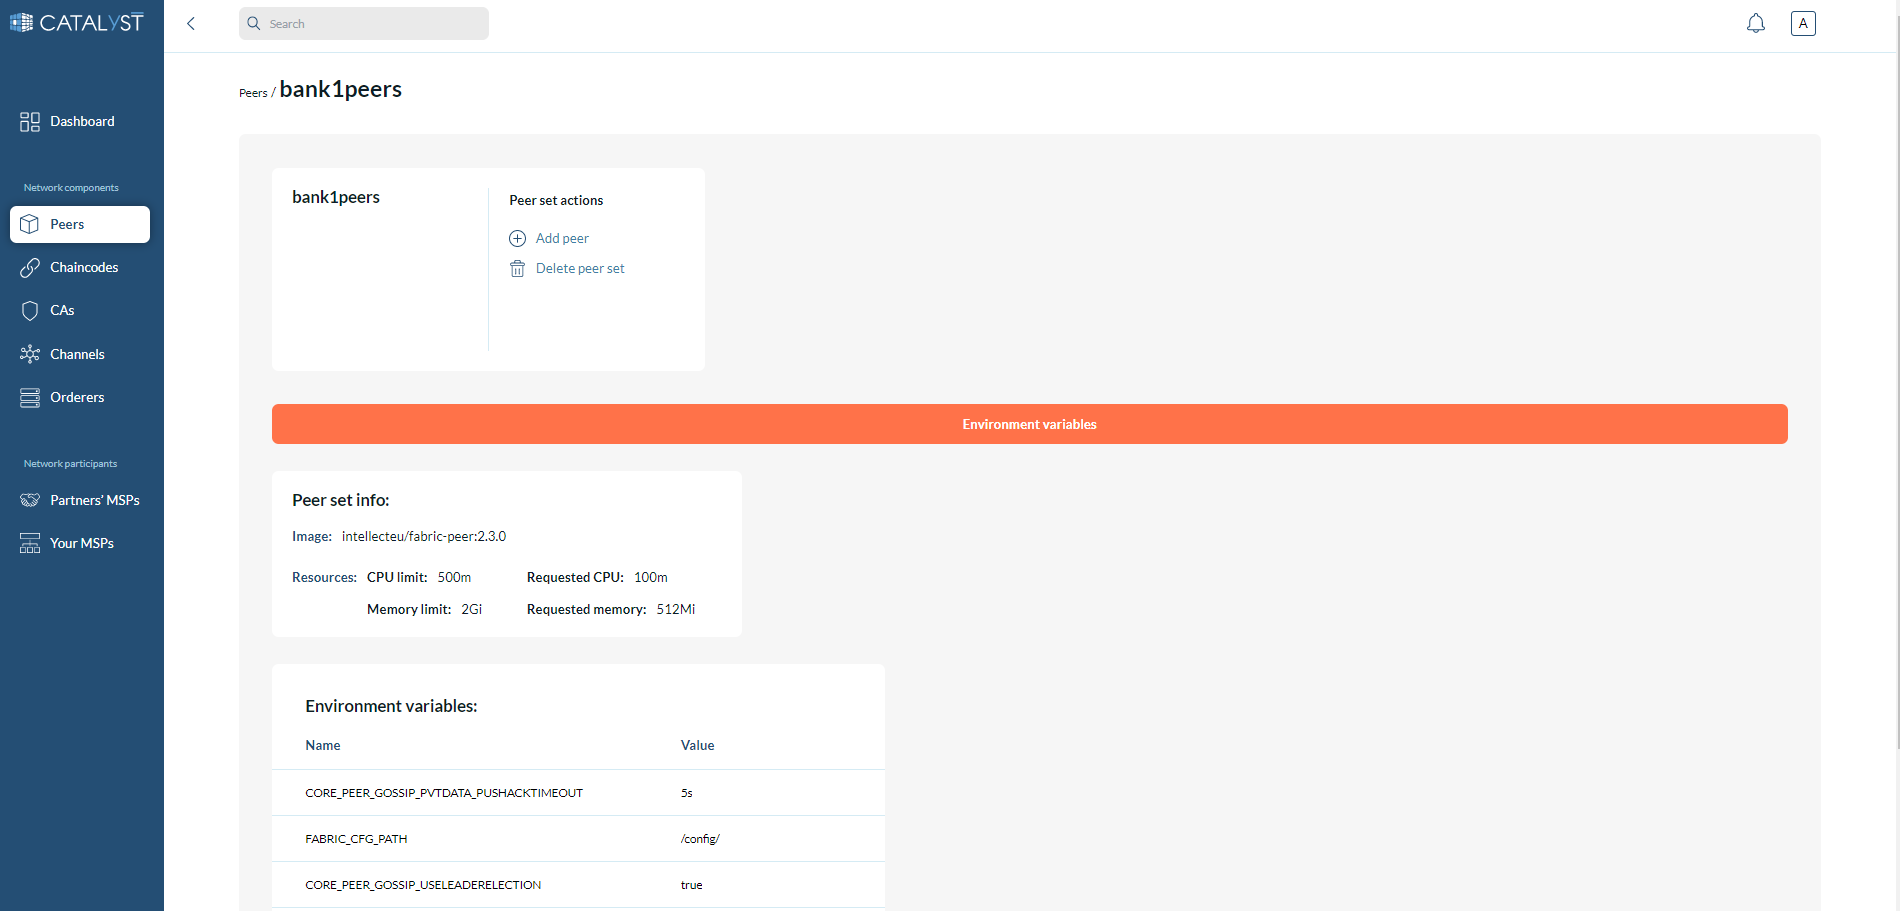 CATALYST
Search
A
Dashboard
Network components
Peers
Chaincodes
CAs
Channels
Orderers
Network participants
Partners' MSPs
Your MSPs
Peers / bank1peers
bank1peers
Peer set actions
Add peer
Delete peer set
Environment variables
Peer set info:
Image: intellecteu/fabric-peer:2.3.0
Resources: CPU limit: 500m Requested CPU: 100m
Memory limit: 2Gi Requested memory: 512Mi
Environment variables:
Name Value
CORE_PEER_GOSSIP_PVTDATA_PUSHACKTIMEOUT 5s
FABRIC_CFG_PATH /config/
CORE_PEER_GOSSIP_USELEADERELECTION true